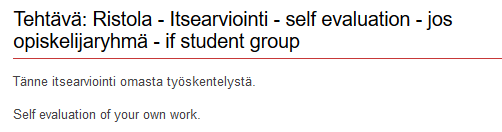 Tehtävä: Ristola - Itsearviointi - self evaluation - jos
opiskelijaryhmä - if student group
Tänne itsearviointi omasta työskentelystä.
Self evaluation of your own work.